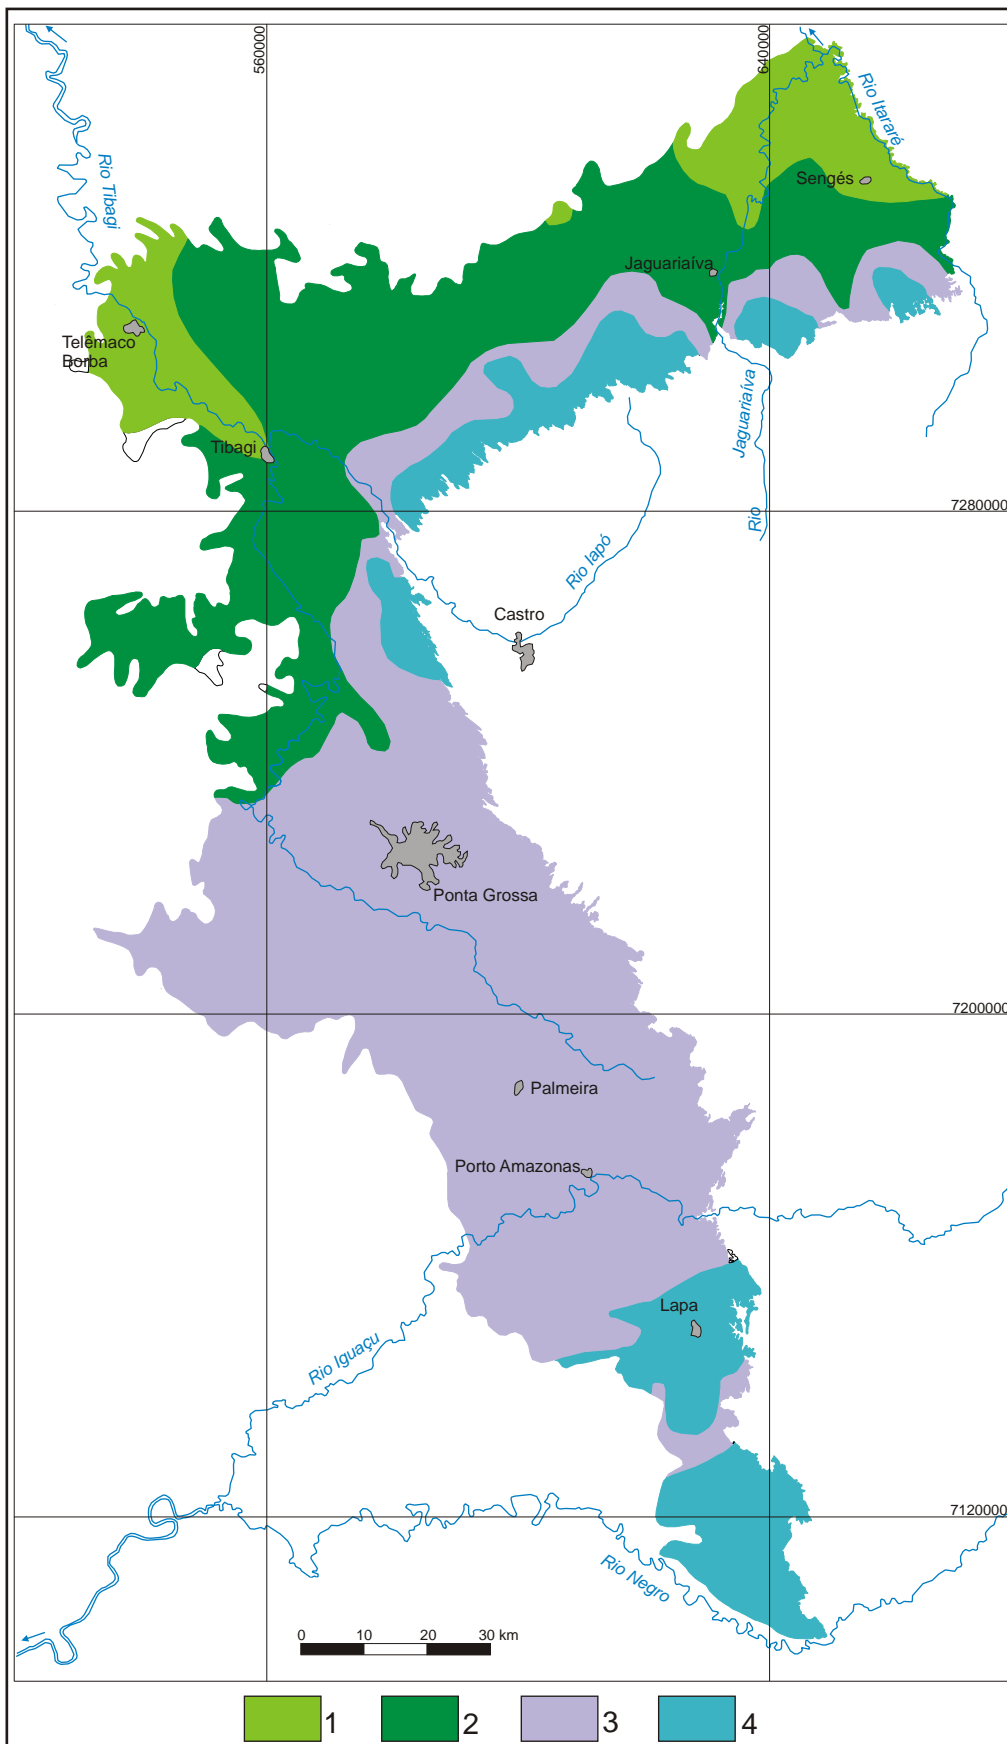 560000
640000
Rio Itararé
Rio Tibagi
Sengés
Jaguariaíva
Telêmaco
Borba
Rio Jaguariaíva
Tibagi
7280000
Rio Iapó
Castro
Ponta Grossa
7200000
Palmeira
Porto Amazonas
Lapa
Rio Iguaçu
7120000
Rio Negro
0 10 20 30 km
1 2 3 4